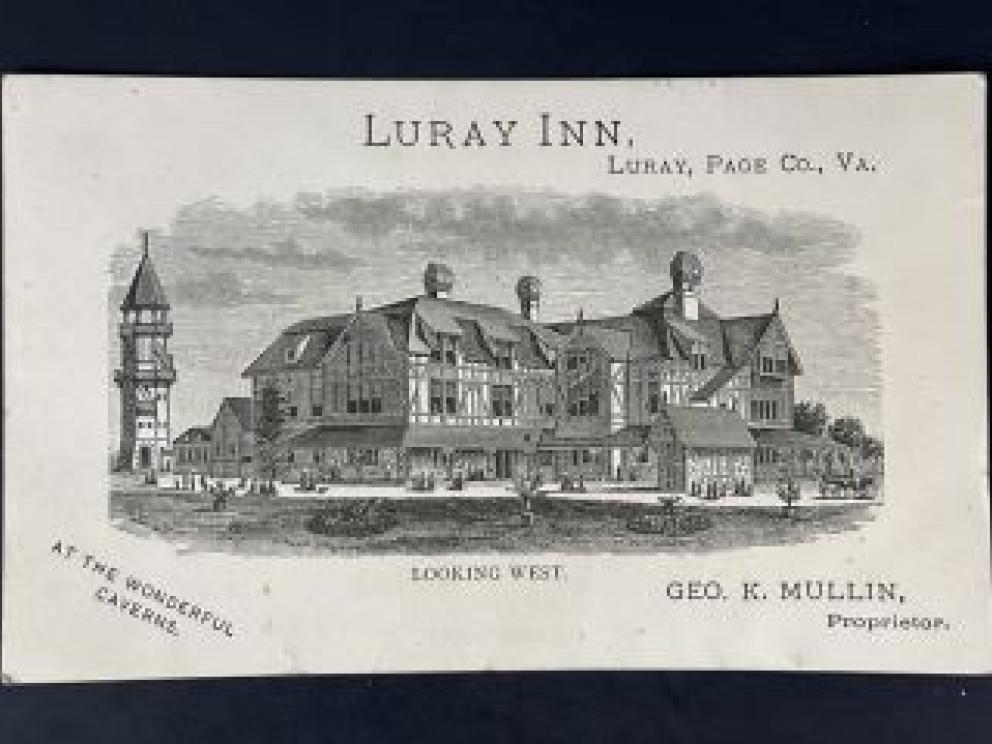 LURAY INN,
LURAY, PAGE CO., VA.
LOOKING WEST.
AT THE WONDERFUL
CAVERNS.
GEO. K. MULLIN,
Proprietor.